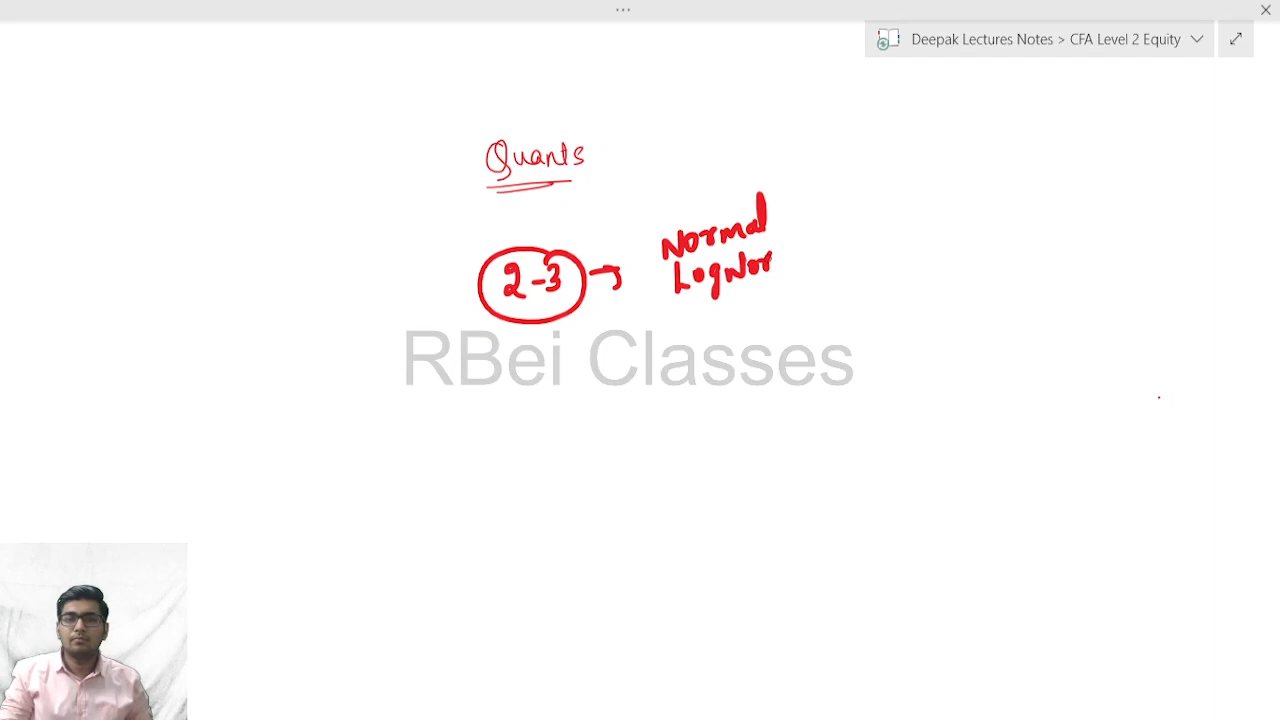 Deepak Lectures Notes > CFA Level 2 Equity
Quants
Normal
2-3 → LogNor
RBei Classes